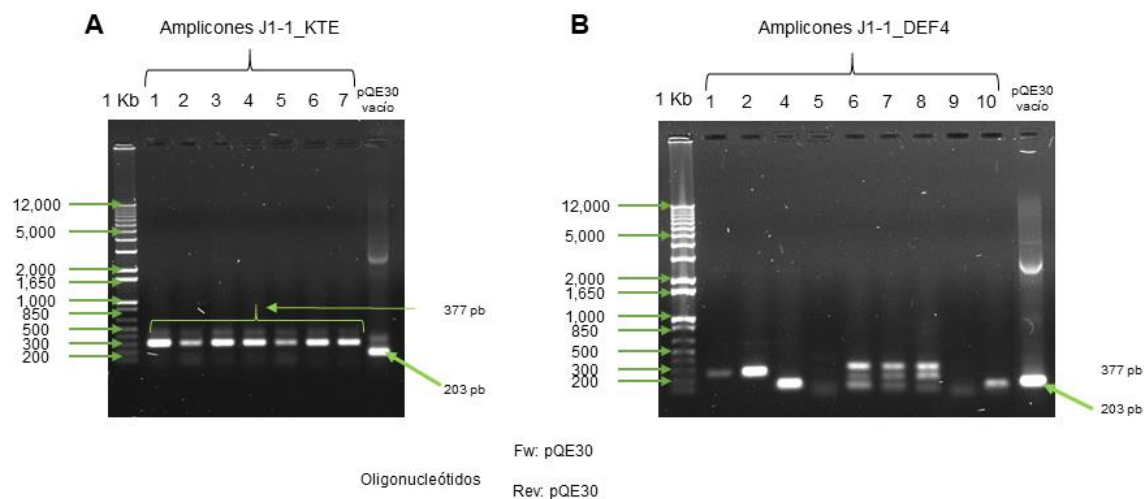 A
Amplicones J1-1_KTE
1 Kb 1 2 3 4 5 6 7 pQE30
vacío
12,000
5,000
2,000
1,650
1,000
850
500
300
200
377 pb
203 pb
B
Amplicones J1-1_DEF4
1 Kb 1 2 4 5 6 7 8 9 10 pQE30
vacío
12,000
5,000
2,000
1,650
1,000
850
500
300
200
377 pb
203 pb
Fw: pQE30
Oligonucleótidos
Rev: pQE30